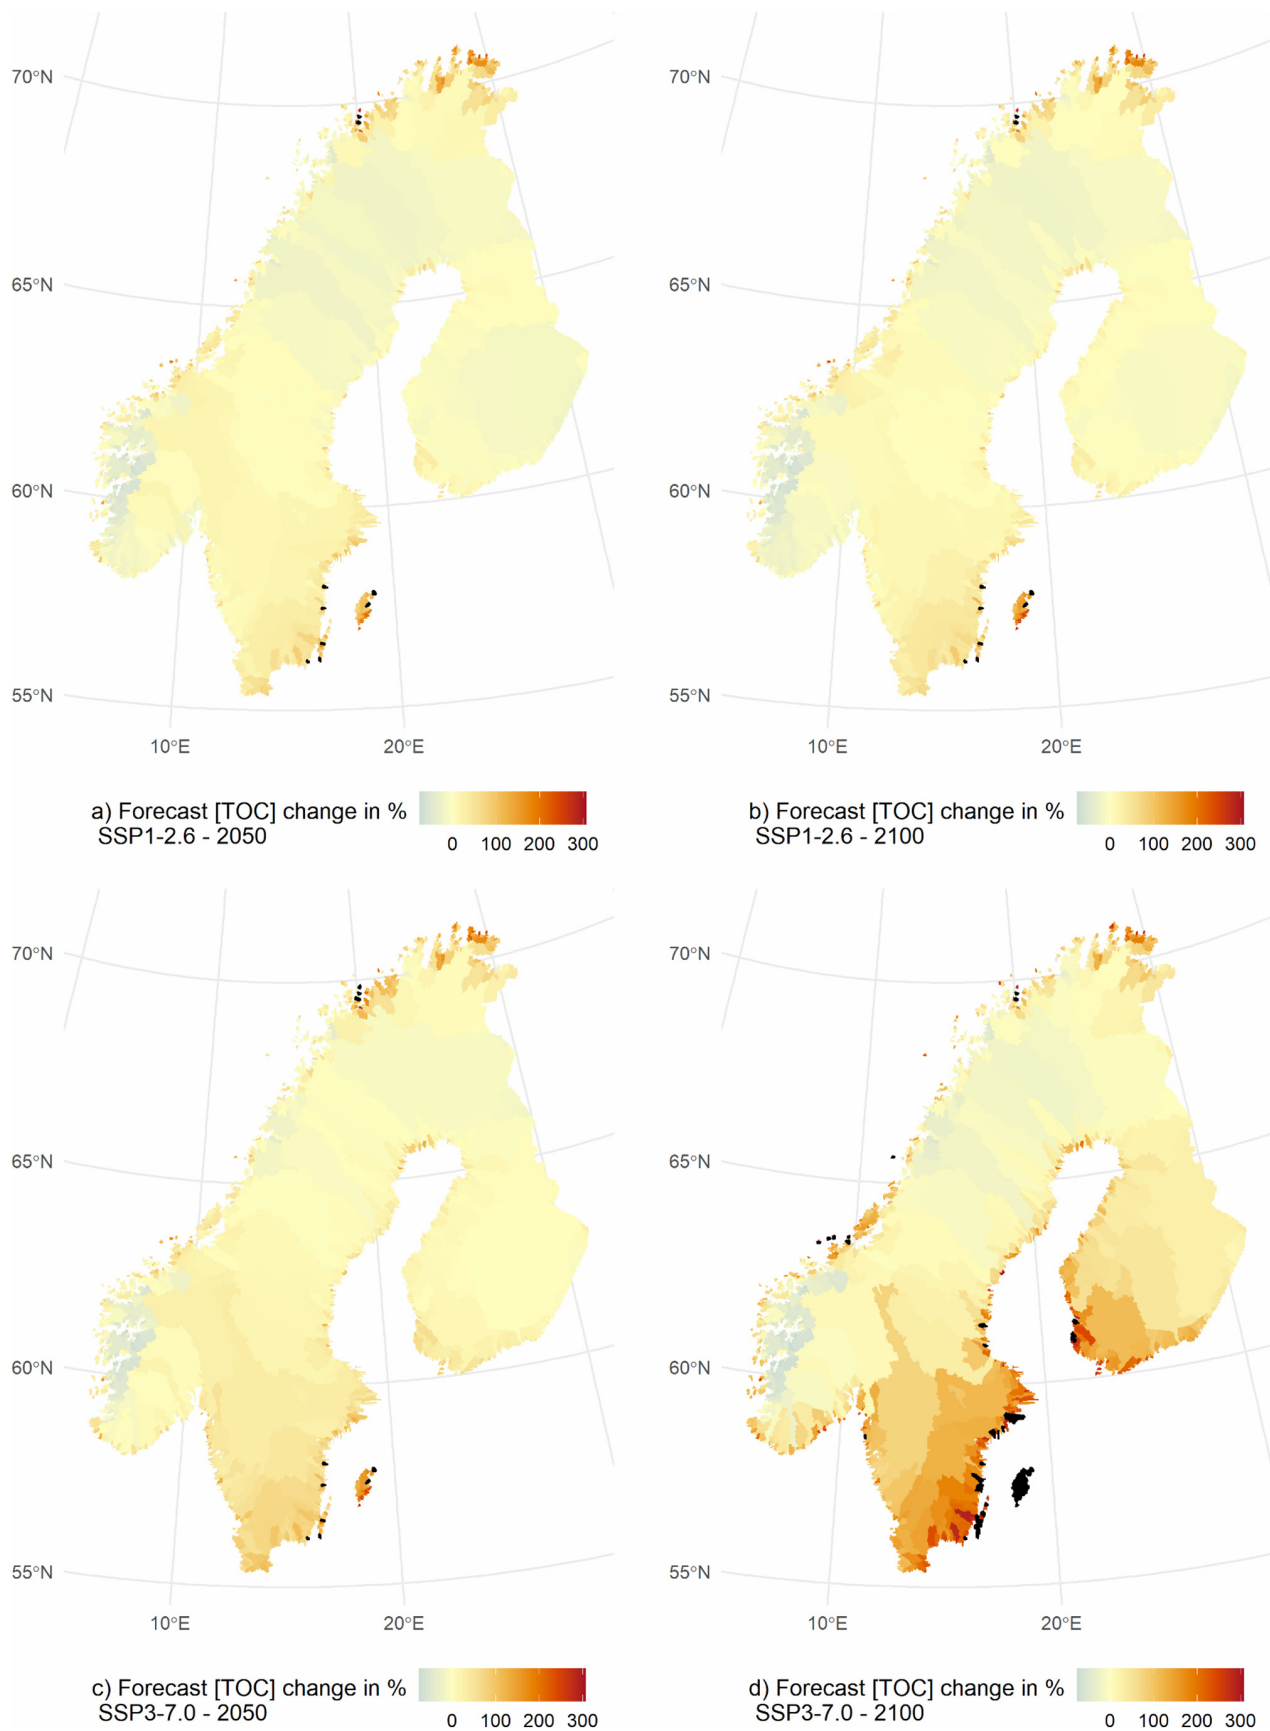 70°N
65°N
60°N
55°N
10°E 20°E
a) Forecast [TOC] change in %
SSP1-2.6 - 2050
0 100 200 300
70°N
65°N
60°N
55°N
10°E 20°E
b) Forecast [TOC] change in %
SSP1-2.6 - 2100
0 100 200 300
70°N
65°N
60°N
55°N
10°E 20°E
c) Forecast [TOC] change in %
SSP3-7.0 - 2050
0 100 200 300
70°N
65°N
60°N
55°N
10°E 20°E
d) Forecast [TOC] change in %
SSP3-7.0 - 2100
0 100 200 300